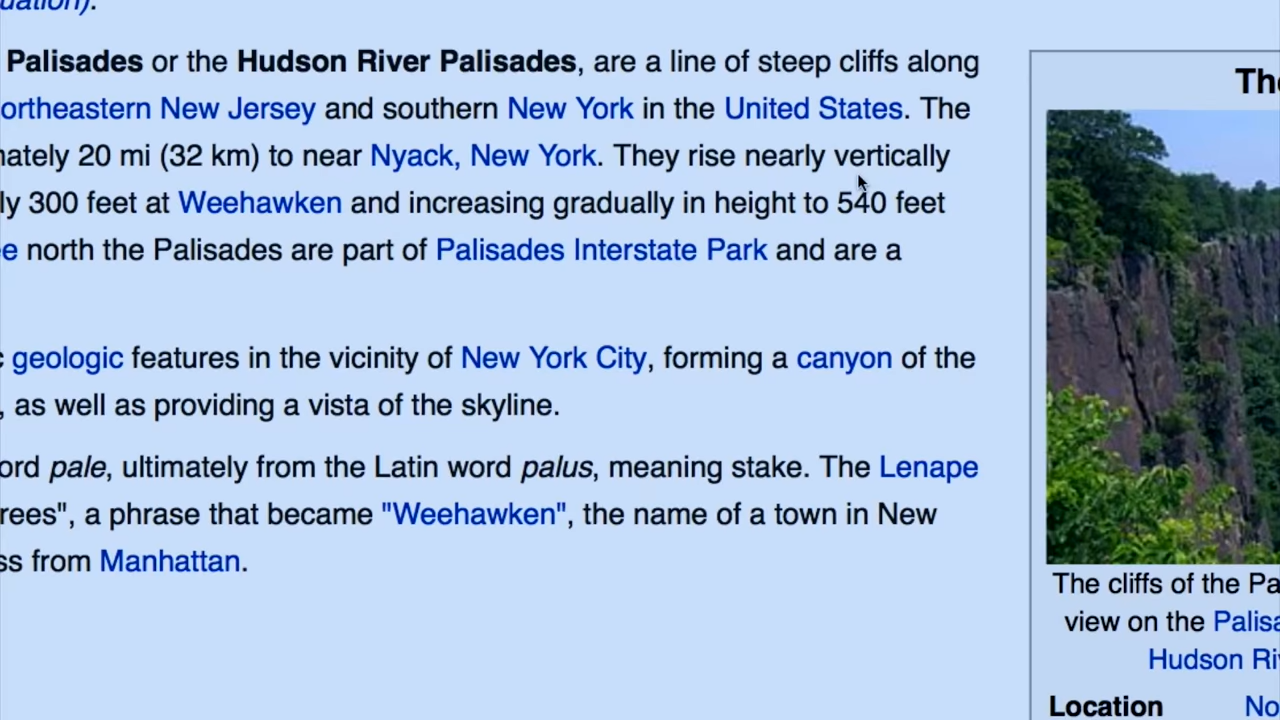 uation).
Palisades or the Hudson River Palisades, are a line of steep cliffs along
ortheastern New Jersey and southern New York in the United States. The
nately 20 mi (32 km) to near Nyack, New York. They rise nearly vertically
ly 300 feet at Weehawken and increasing gradually in height to 540 feet
e north the Palisades are part of Palisades Interstate Park and are a
c geologic features in the vicinity of New York City, forming a canyon of the
, as well as providing a vista of the skyline.
ord pale, ultimately from the Latin word palus, meaning stake. The Lenape
rees", a phrase that became "Weehawken", the name of a town in New
ss from Manhattan.
The
The cliffs of the Pa
view on the Palisa
Hudson Riv
Location No